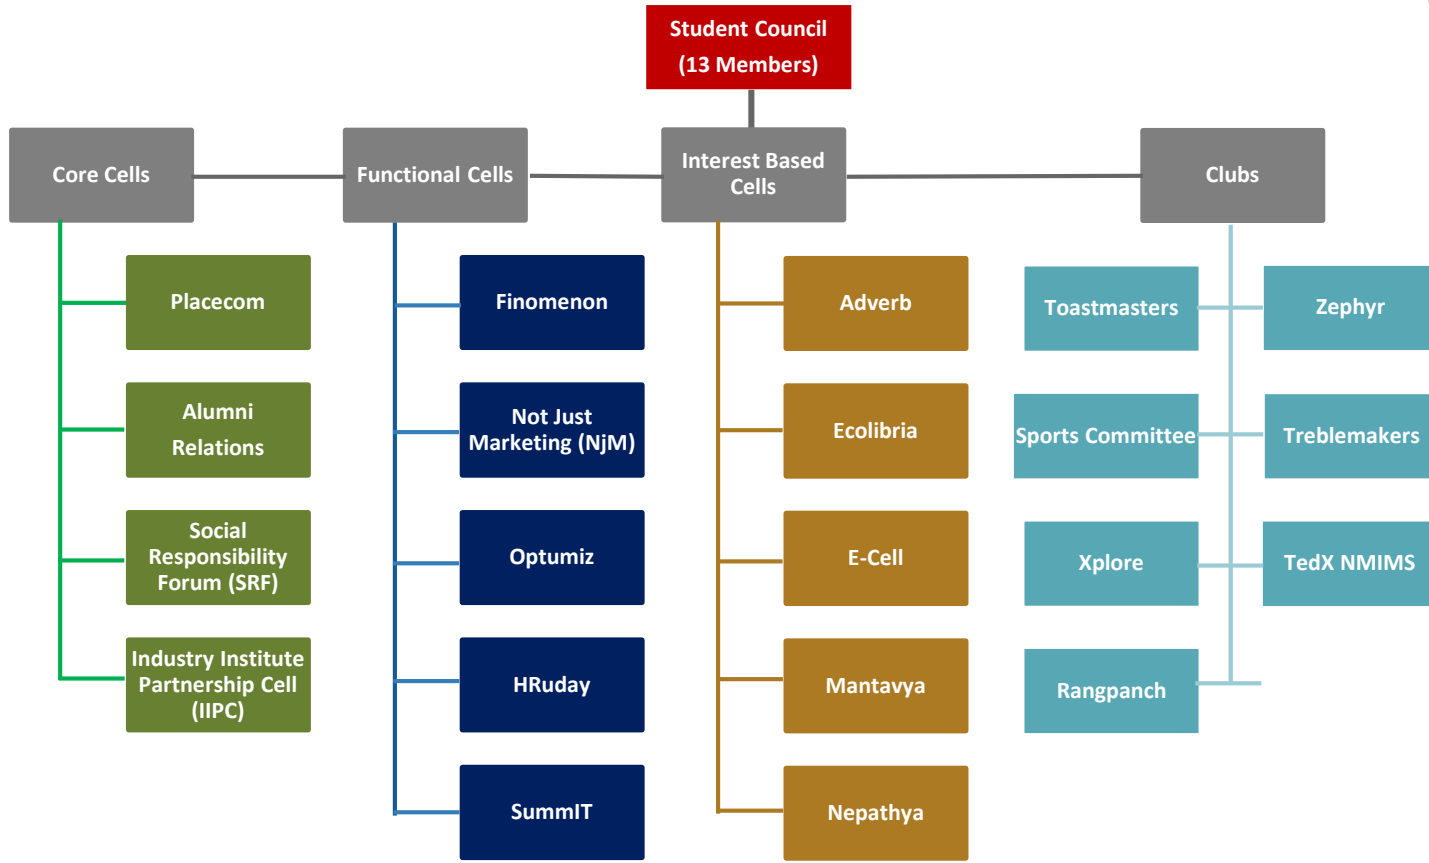 Student Council
(13 Members)
Core Cells
Functional Cells
Interest Based
Cells
Clubs
Placecom
Alumni
Relations
Social
Responsibility
Forum (SRF)
Industry Institute
Partnership Cell
(IIPC)
Finomenon
Not Just
Marketing (NjM)
Optumiz
HRuday
SummIT
Adverb
Ecolibria
E-Cell
Mantavya
Nepathya
Toastmasters
Zephyr
Sports Committee
Treblemakers
Xplore
TedX NMIMS
Rangpanch